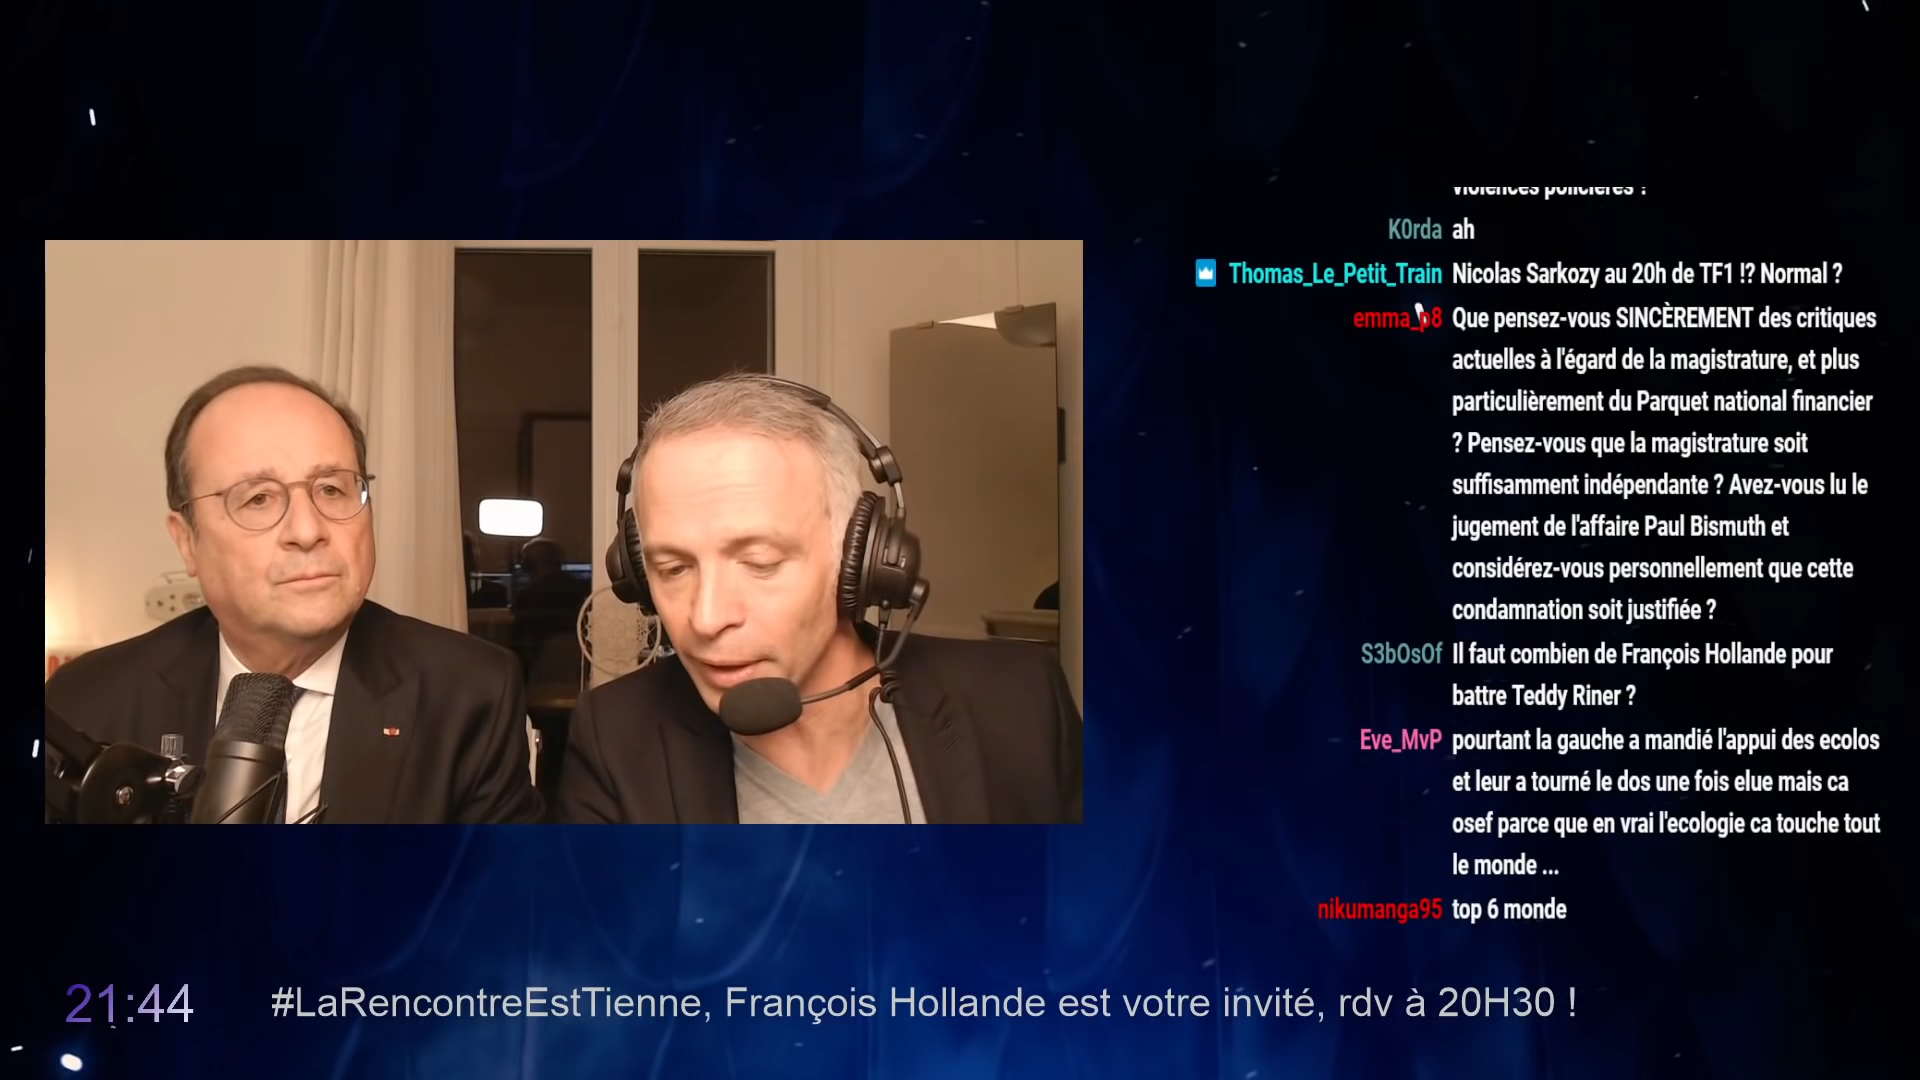 violences policières !
K0rda ah
Thomas_Le_Petit_Train Nicolas Sarkozy au 20h de TF1 !? Normal ?
emma_p8 Que pensez-vous SINCÈREMENT des critiques
actuelles à l'égard de la magistrature, et plus
particulièrement du Parquet national financier
? Pensez-vous que la magistrature soit
suffisamment indépendante ? Avez-vous lu le
jugement de l'affaire Paul Bismuth et
considérez-vous personnellement que cette
condamnation soit justifiée ?
S3bOsOf Il faut combien de François Hollande pour
battre Teddy Riner ?
Eve_MvP pourtant la gauche a mandié l'appui des ecolos
et leur a tourné le dos une fois elue mais ca
osef parce que en vrai l'ecologie ca touche tout
le monde ...
nikumanga95 top 6 monde
21:44 #LaRencontreEstTienne, François Hollande est votre invité, rdv à 20H30 !